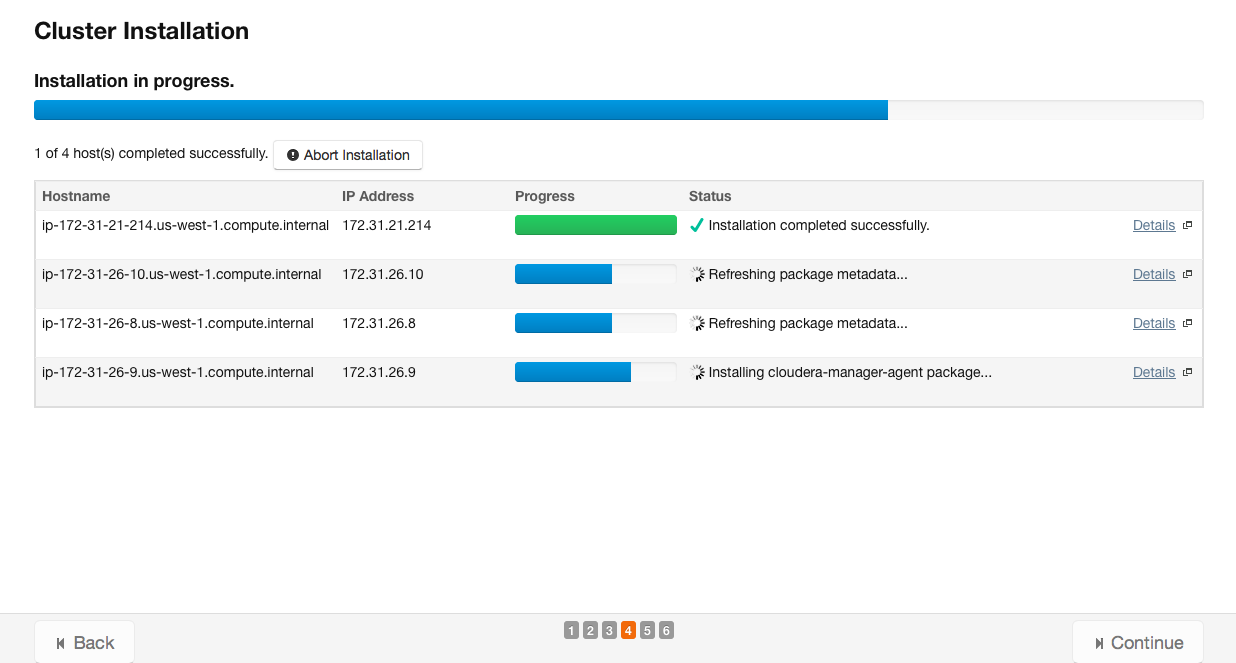 Cluster Installation
Installation in progress.
1 of 4 host(s) completed successfully. Abort Installation
Hostname IP Address Progress Status
ip-172-31-21-214.us-west-1.compute.internal 172.31.21.214 Installation completed successfully. Details
ip-172-31-26-10.us-west-1.compute.internal 172.31.26.10 Refreshing package metadata... Details
ip-172-31-26-8.us-west-1.compute.internal 172.31.26.8 Refreshing package metadata... Details
ip-172-31-26-9.us-west-1.compute.internal 172.31.26.9 Installing cloudera-manager-agent package... Details
Back 1 2 3 4 5 6 Continue